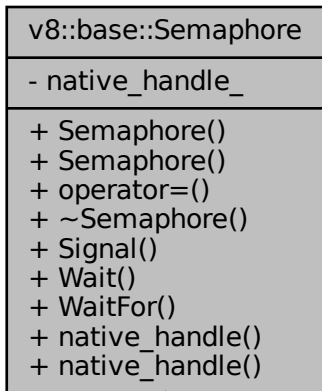 v8::base::Semaphore
- native_handle_
+ Semaphore()
+ Semaphore()
+ operator=()
+ ~Semaphore()
+ Signal()
+ Wait()
+ WaitFor()
+ native_handle()
+ native_handle()